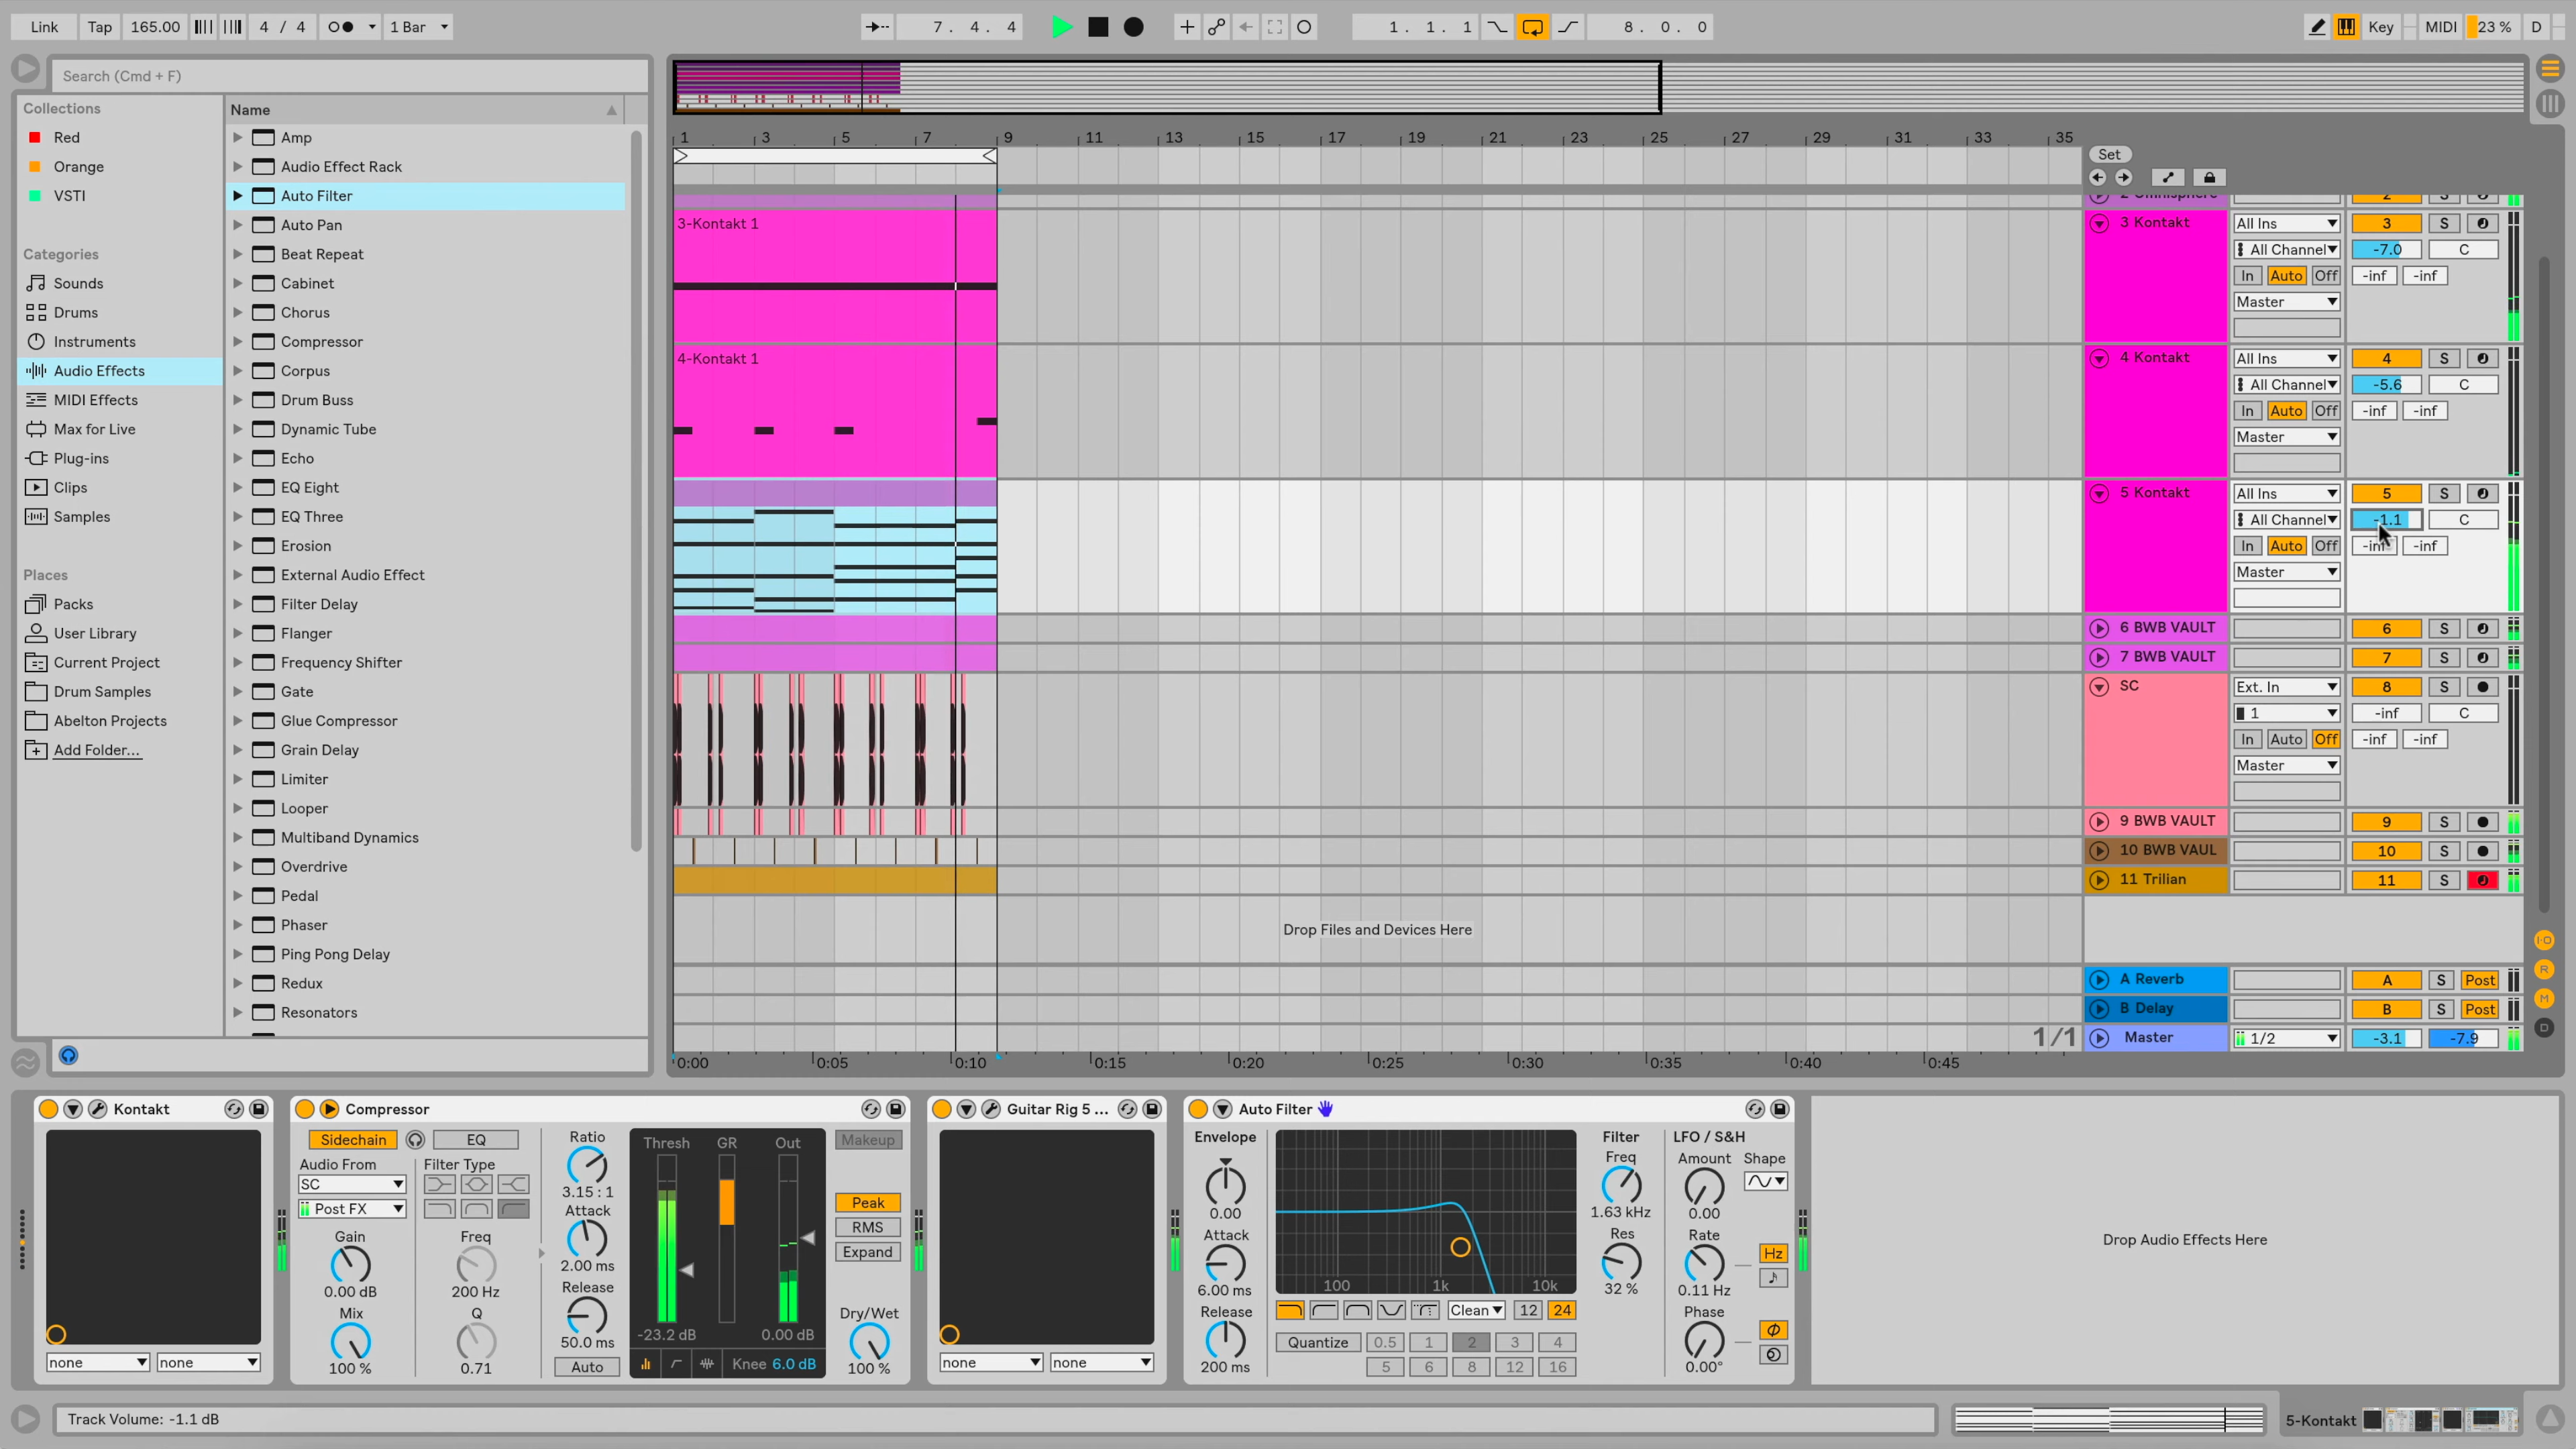 Link Tap 165.00 4 / 4 1 Bar 7. 4. 4 1. 1. 1 8. 0. 0 Key MIDI 23 % D
Search (Cmd + F)
Collections
Red
Orange
VSTI
Categories
Sounds
Drums
Instruments
Audio Effects
MIDI Effects
Max for Live
Plug-ins
Clips
Samples
Places
Packs
User Library
Current Project
Drum Samples
Abelton Projects
Add Folder...
Name
Amp
Audio Effect Rack
Auto Filter
Auto Pan
Beat Repeat
Cabinet
Chorus
Compressor
Corpus
Drum Buss
Dynamic Tube
Echo
EQ Eight
EQ Three
Erosion
External Audio Effect
Filter Delay
Flanger
Frequency Shifter
Gate
Glue Compressor
Grain Delay
Limiter
Looper
Multiband Dynamics
Overdrive
Pedal
Phaser
Ping Pong Delay
Redux
Resonators
1 3 5 7 9 11 13 15 17 19 21 23 25 27 29 31 33 35
Set
3-Kontakt 1
4-Kontakt 1
Drop Files and Devices Here
1/1
0:00 0:05 0:10 0:15 0:20 0:25 0:30 0:35 0:40 0:45
2 Omnisphere 2 S
3 Kontakt All Ins 3 S
All Channel -7.0 C
In Auto Off -inf -inf
Master
4 Kontakt All Ins 4 S
All Channel -5.6 C
In Auto Off -inf -inf
Master
5 Kontakt All Ins 5 S
All Channel -1.1 C
In Auto Off -inf -inf
Master
6 BWB VAULT 6 S
7 BWB VAULT 7 S
SC Ext. In 8 S
1 -inf C
In Auto Off -inf -inf
Master
9 BWB VAULT 9 S
10 BWB VAUL 10 S
11 Trilian 11 S
A Reverb A S Post
B Delay B S Post
Master 1/2 -3.1 -7.9
I·O
R
M
D
Kontakt
none none
Compressor
Sidechain EQ
Audio From Filter Type
SC
Post FX
Gain Freq
0.00 dB 200 Hz
Mix Q
100 % 0.71
Ratio
3.15 : 1
Attack
2.00 ms
Release
50.0 ms
Auto
Thresh GR Out
-23.2 dB 0.00 dB
Knee 6.0 dB
Makeup
Peak
RMS
Expand
Dry/Wet
100 %
Guitar Rig 5 ...
none none
Auto Filter
Envelope
0.00
Attack
6.00 ms
Release
200 ms
100 1k 10k
Clean 12 24
Quantize 0.5 1 2 3 4
5 6 8 12 16
Filter
Freq
1.63 kHz
Res
32 %
LFO / S&H
Amount Shape
0.00
Rate
0.11 Hz
Hz
Phase
0.00°
Drop Audio Effects Here
Track Volume: -1.1 dB
5-Kontakt